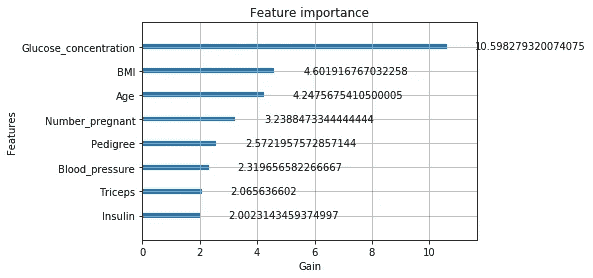 Feature importance
Features
Glucose_concentration 10.598279320074075
BMI 4.601916767032258
Age 4.2475675410500005
Number_pregnant 3.2388473344444444
Pedigree 2.5721957572857144
Blood_pressure 2.319656582266667
Triceps 2.065636602
Insulin 2.0023143459374997
0 2 4 6 8 10
Gain